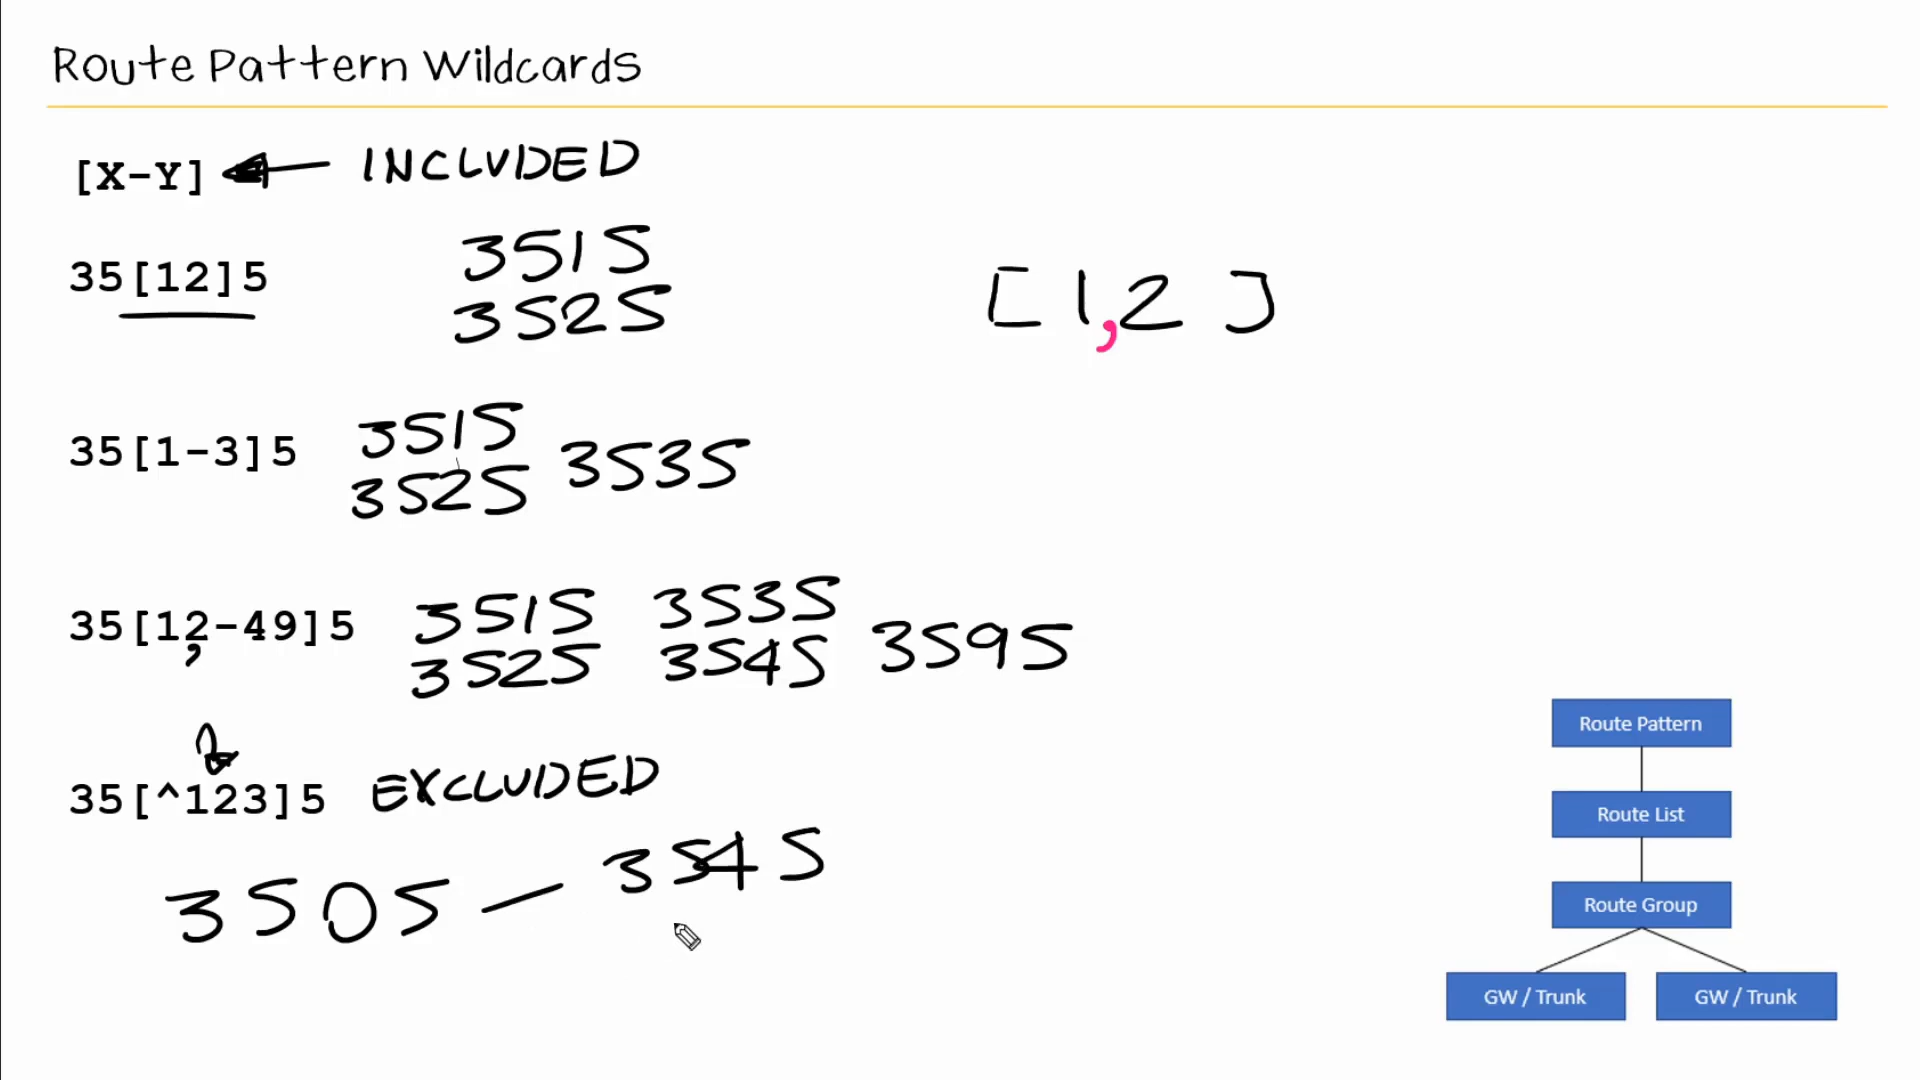 Route Pattern Wildcards
[X-Y] INCLUDED
35[12]5 3515
3525
[1,2]
35[1-3]5 3515 3535
3525
35[12-49]5 3515 3535 3595
, 3525 3545
35[^123]5 EXCLUDED
3505 — 3545
Route Pattern
Route List
Route Group
GW / Trunk GW / Trunk